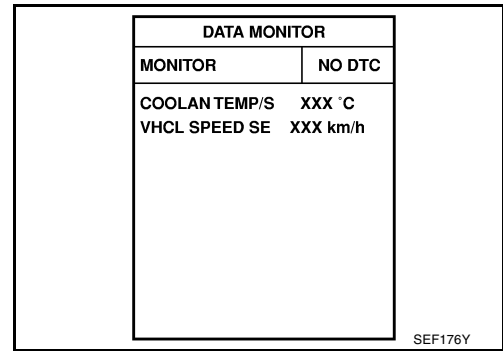 DATA MONITOR
MONITOR NO DTC
COOLAN TEMP/S XXX °C
VHCL SPEED SE XXX km/h
SEF176Y